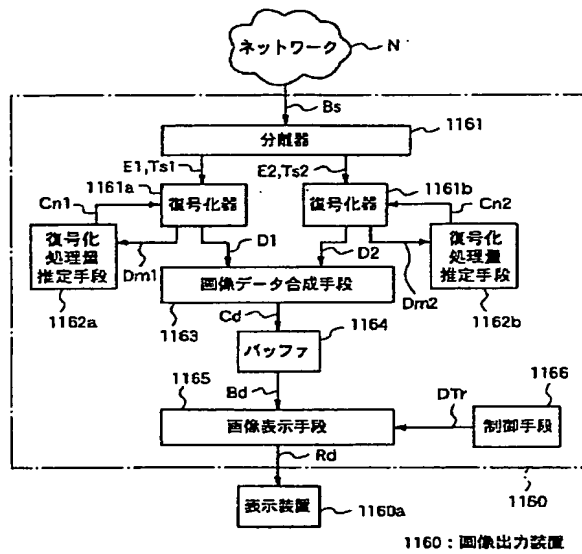 ネットワーク
N
Bs
1161
分離器
E1,Ts1
E2,Ts2
1161a
1161b
Cn1
復号化器
復号化器
Cn2
復号化
処理量
推定手段
D1
D2
復号化
処理量
推定手段
Dm1
Dm2
画像データ合成手段
1162a
1162b
1163
Cd
1164
バッファ
1165
Bd
1166
DTr
画像表示手段
制御手段
Rd
1160
表示装置
1160a
1160:画像出力装置